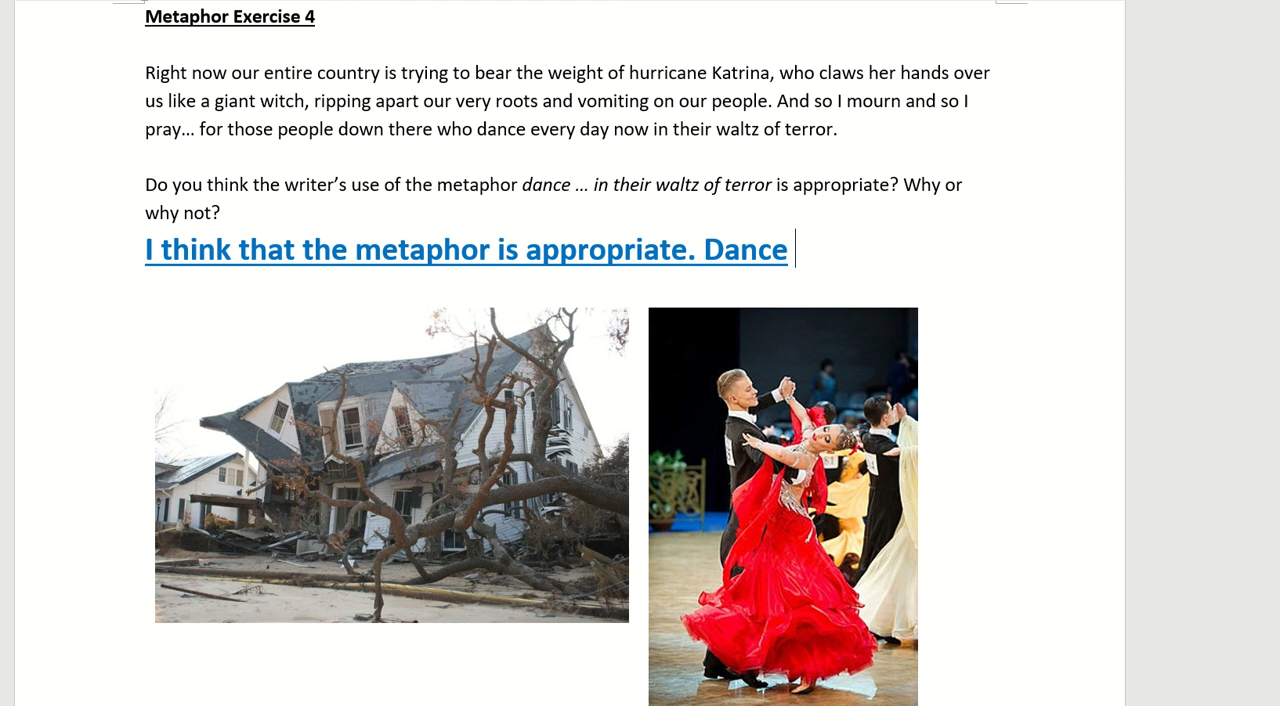 Metaphor Exercise 4
Right now our entire country is trying to bear the weight of hurricane Katrina, who claws her hands over
us like a giant witch, ripping apart our very roots and vomiting on our people. And so I mourn and so I
pray… for those people down there who dance every day now in their waltz of terror.
Do you think the writer’s use of the metaphor dance … in their waltz of terror is appropriate? Why or
why not?
I think that the metaphor is appropriate. Dance